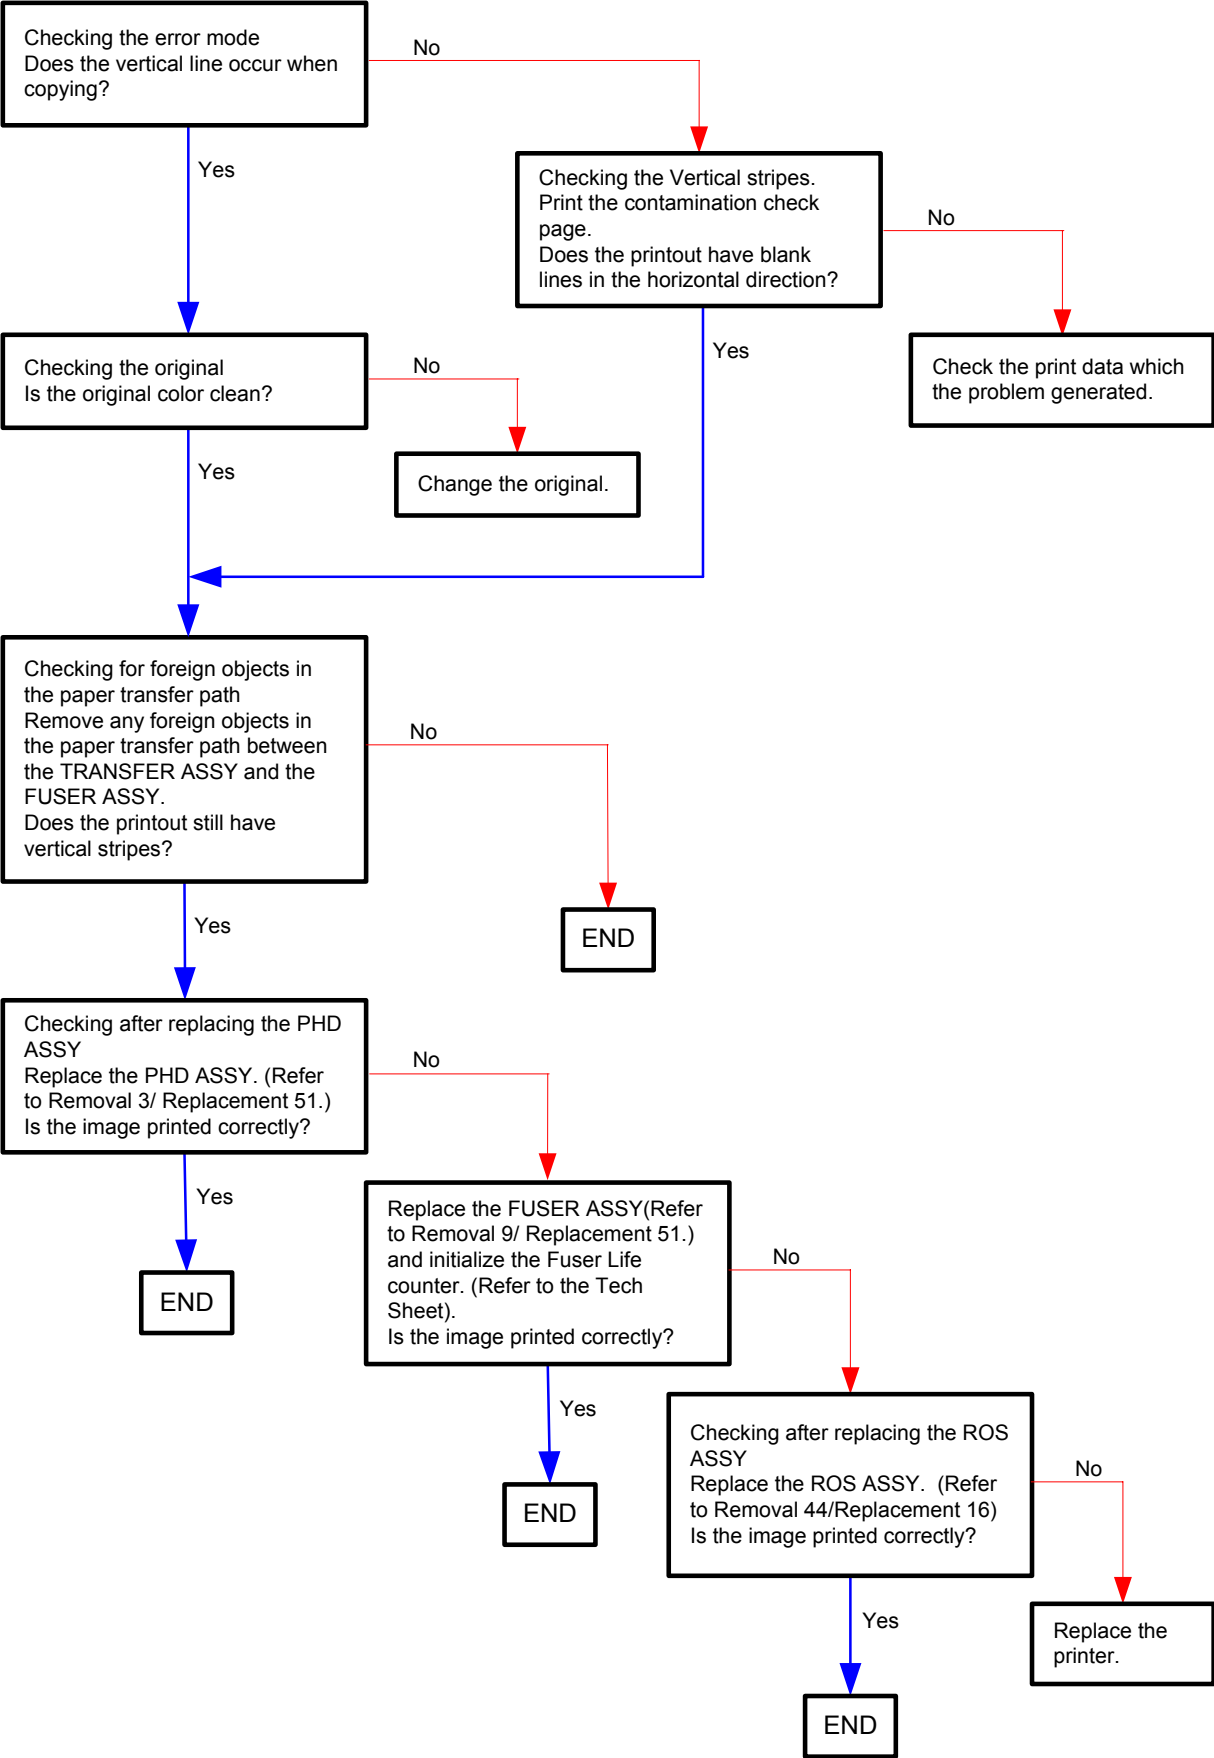 Checking the error mode
Does the vertical line occur when
copying?
No
Yes
Checking the Vertical stripes.
Print the contamination check
page.
Does the printout have blank
lines in the horizontal direction?
No
Yes
Checking the original
Is the original color clean?
No
Yes
Change the original.
Check the print data which
the problem generated.
Checking for foreign objects in
the paper transfer path
Remove any foreign objects in
the paper transfer path between
the TRANSFER ASSY and the
FUSER ASSY.
Does the printout still have
vertical stripes?
No
Yes
END
Checking after replacing the PHD
ASSY
Replace the PHD ASSY. (Refer
to Removal 3/ Replacement 51.)
Is the image printed correctly?
No
Yes
END
Replace the FUSER ASSY(Refer
to Removal 9/ Replacement 51.)
and initialize the Fuser Life
counter. (Refer to the Tech
Sheet).
Is the image printed correctly?
No
Yes
END
Checking after replacing the ROS
ASSY
Replace the ROS ASSY.  (Refer
to Removal 44/Replacement 16)
Is the image printed correctly?
No
Yes
Replace the
printer.
END